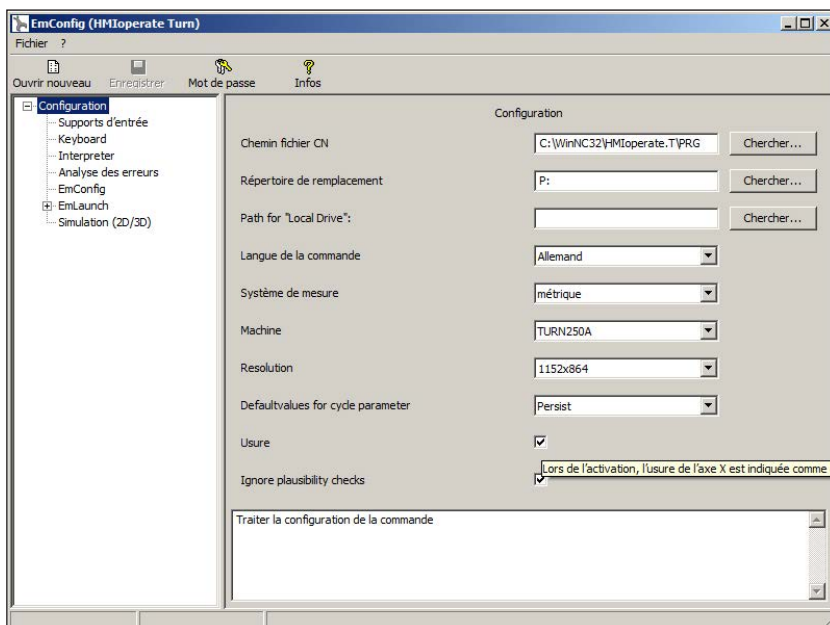 EmConfig (HMIoperate Turn)
Fichier ?
Ouvrir nouveau Enregistrer Mot de passe Infos
Configuration
Supports d'entrée
Keyboard
Interpreter
Analyse des erreurs
EmConfig
EmLaunch
Simulation (2D/3D)
Configuration
Chemin fichier CN C:\WinNC32\HMIoperate.T\PRG Chercher...
Répertoire de remplacement P: Chercher...
Path for "Local Drive": Chercher...
Langue de la commande Allemand
Système de mesure métrique
Machine TURN250A
Resolution 1152x864
Defaultvalues for cycle parameter Persist
Usure
Lors de l'activation, l'usure de l'axe X est indiquée comme
Ignore plausibility checks
Traiter la configuration de la commande